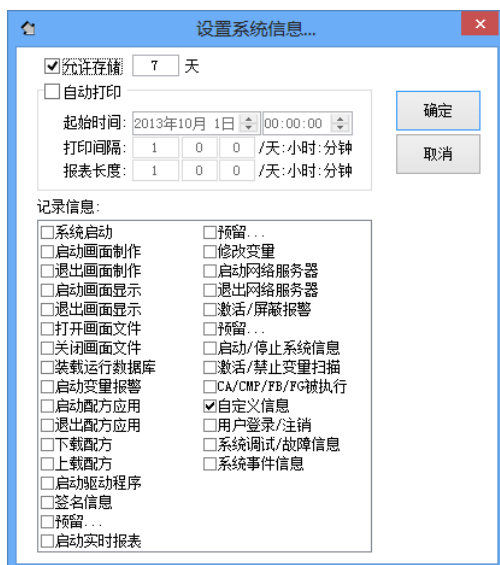 设置系统信息...
允许存储 7 天
自动打印
起始时间: 2013年10月 1日 00:00:00
打印间隔: 1 0 0 /天:小时:分钟
报表长度: 1 0 0 /天:小时:分钟
确定
取消
记录信息:
系统启动
启动画面制作
退出画面制作
启动画面显示
退出画面显示
打开画面文件
关闭画面文件
装载运行数据库
启动变量报警
启动配方应用
退出配方应用
下载配方
上载配方
启动驱动程序
签名信息
预留...
启动实时报表
预留...
修改变量
启动网络服务器
退出网络服务器
激活/屏蔽报警
预留...
启动/停止系统信息
激活/禁止变量扫描
CA/CMP/FB/FG被执行
自定义信息
用户登录/注销
系统调试/故障信息
系统事件信息